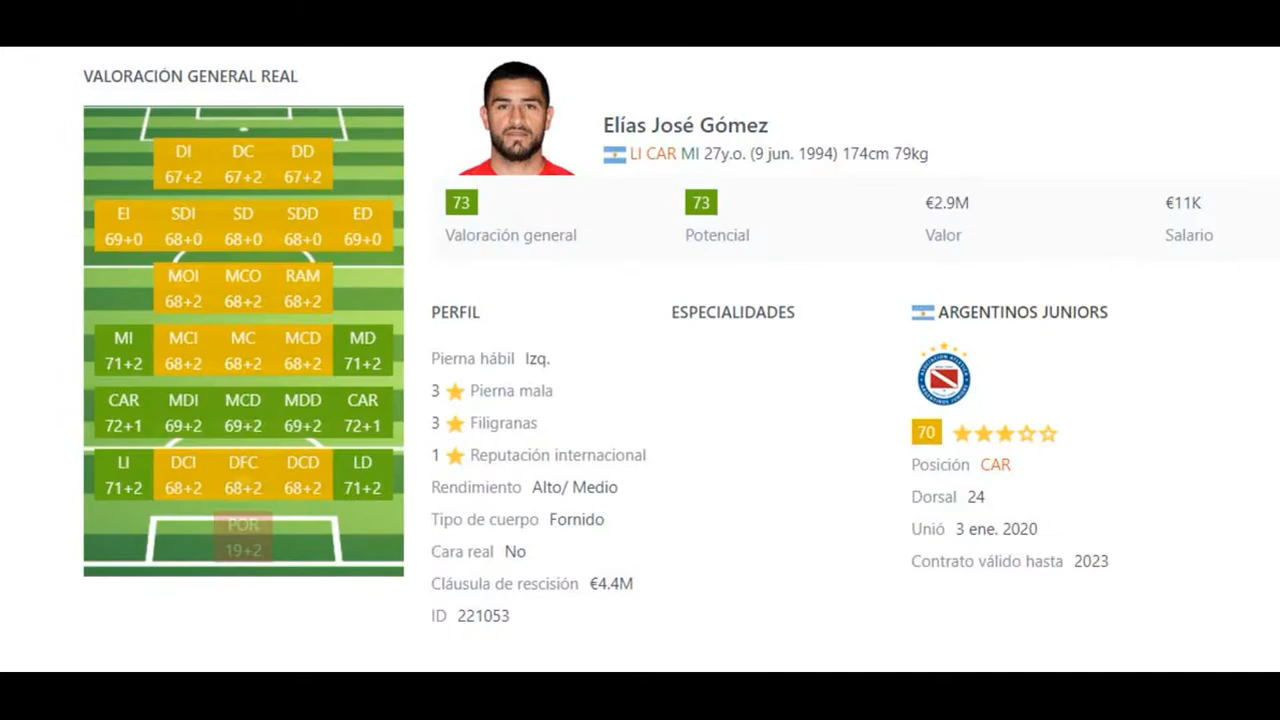 VALORACIÓN GENERAL REAL
DI DC DD
67+2 67+2 67+2
EI SDI SD SDD ED
69+0 68+0 68+0 68+0 69+0
MOI MCO RAM
68+2 68+2 68+2
MI MCI MC MCD MD
71+2 68+2 68+2 68+2 71+2
CAR MDI MCD MDD CAR
72+1 69+2 69+2 69+2 72+1
LI DCI DFC DCD LD
71+2 68+2 68+2 68+2 71+2
POR
19+2
Elías José Gómez
LI CAR MI 27y.o. (9 jun. 1994) 174cm 79kg
73 73 €2.9M €11K
Valoración general Potencial Valor Salario
PERFIL
Pierna hábil Izq.
3 Pierna mala
3 Filigranas
1 Reputación internacional
Rendimiento Alto/ Medio
Tipo de cuerpo Fornido
Cara real No
Cláusula de rescisión €4.4M
ID 221053
ESPECIALIDADES
ARGENTINOS JUNIORS
70
Posición CAR
Dorsal 24
Unió 3 ene. 2020
Contrato válido hasta 2023